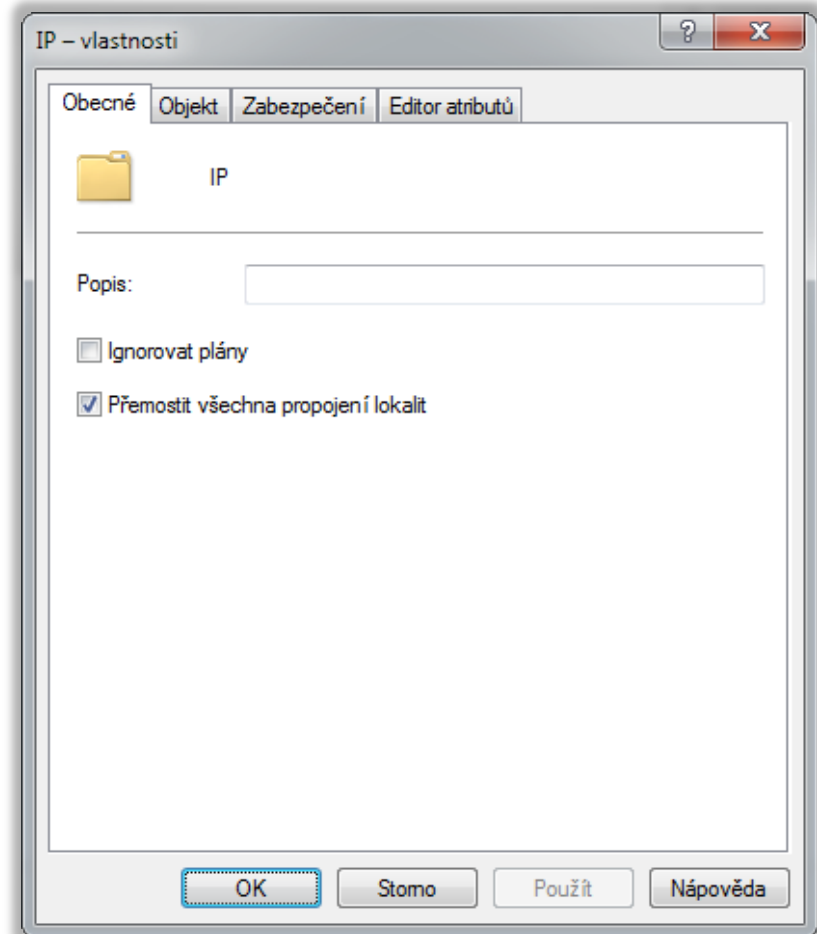 IP – vlastnosti
Obecné Objekt Zabezpečení Editor atributů
IP
Popis:
Ignorovat plány
Přemostit všechna propojení lokalit
OK Storno Použít Nápověda